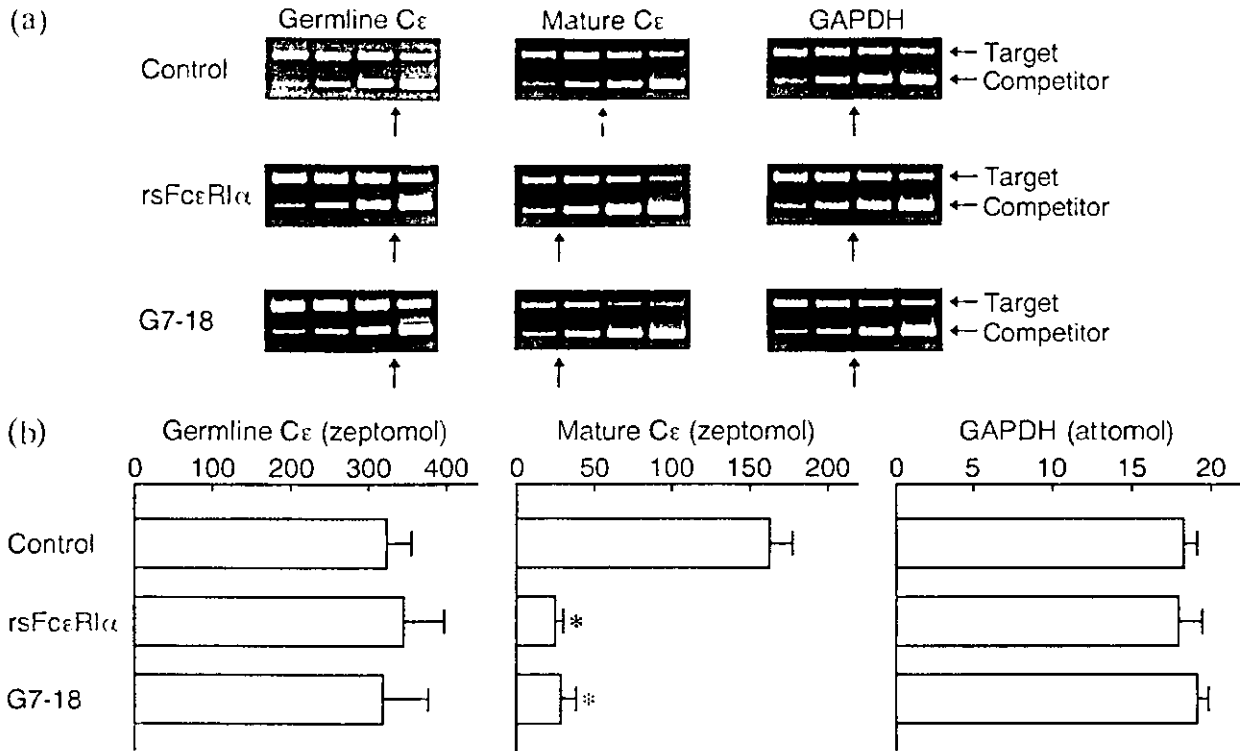 (a)
Germline Cε Mature Cε GAPDH
Control
Target
Competitor
rsFcεRIα
Target
Competitor
G7-18
Target
Competitor
(b)
Germline Cε (zeptomol) Mature Cε (zeptomol) GAPDH (attomol)
0 100 200 300 400 0 50 100 150 200 0 5 10 15 20
Control
rsFcεRIα *
G7-18 *